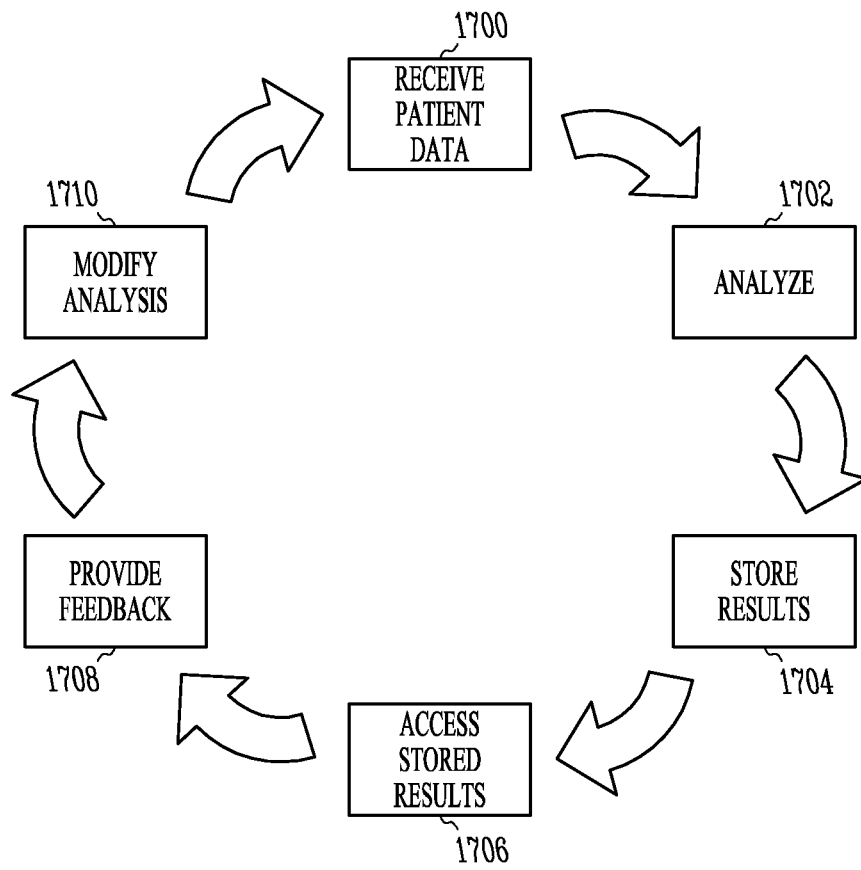 1700
RECEIVE
PATIENT
DATA
1710
MODIFY
ANALYSIS
1702
ANALYZE
PROVIDE
FEEDBACK
1708
STORE
RESULTS
1704
ACCESS
STORED
RESULTS
1706